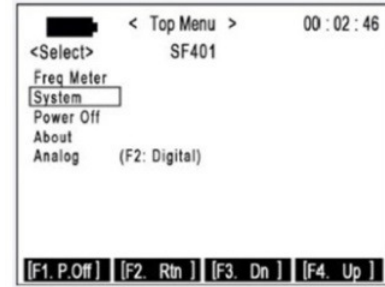 < Top Menu > 00 : 02 : 46
<Select> SF401
Freq Meter
System
Power Off
About
Analog (F2: Digital)
[F1. P.Off] [F2. Rtn ] [F3. Dn ] [F4. Up ]